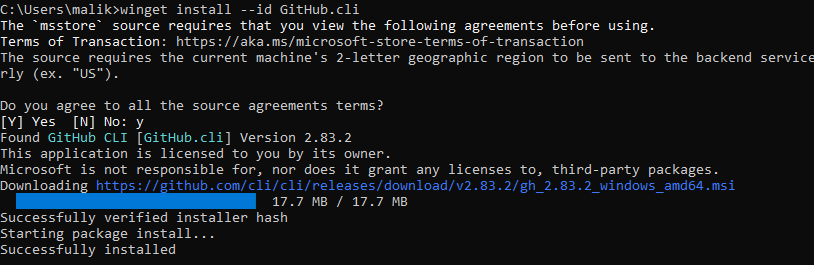 C:\Users\malik>winget install --id GitHub.cli
The `msstore` source requires that you view the following agreements before using.
Terms of Transaction: https://aka.ms/microsoft-store-terms-of-transaction
The source requires the current machine's 2-letter geographic region to be sent to the backend service
rly (ex. "US").
Do you agree to all the source agreements terms?
[Y] Yes  [N] No: y
Found GitHub CLI [GitHub.cli] Version 2.83.2
This application is licensed to you by its owner.
Microsoft is not responsible for, nor does it grant any licenses to, third-party packages.
Downloading https://github.com/cli/cli/releases/download/v2.83.2/gh_2.83.2_windows_amd64.msi
17.7 MB / 17.7 MB
Successfully verified installer hash
Starting package install...
Successfully installed